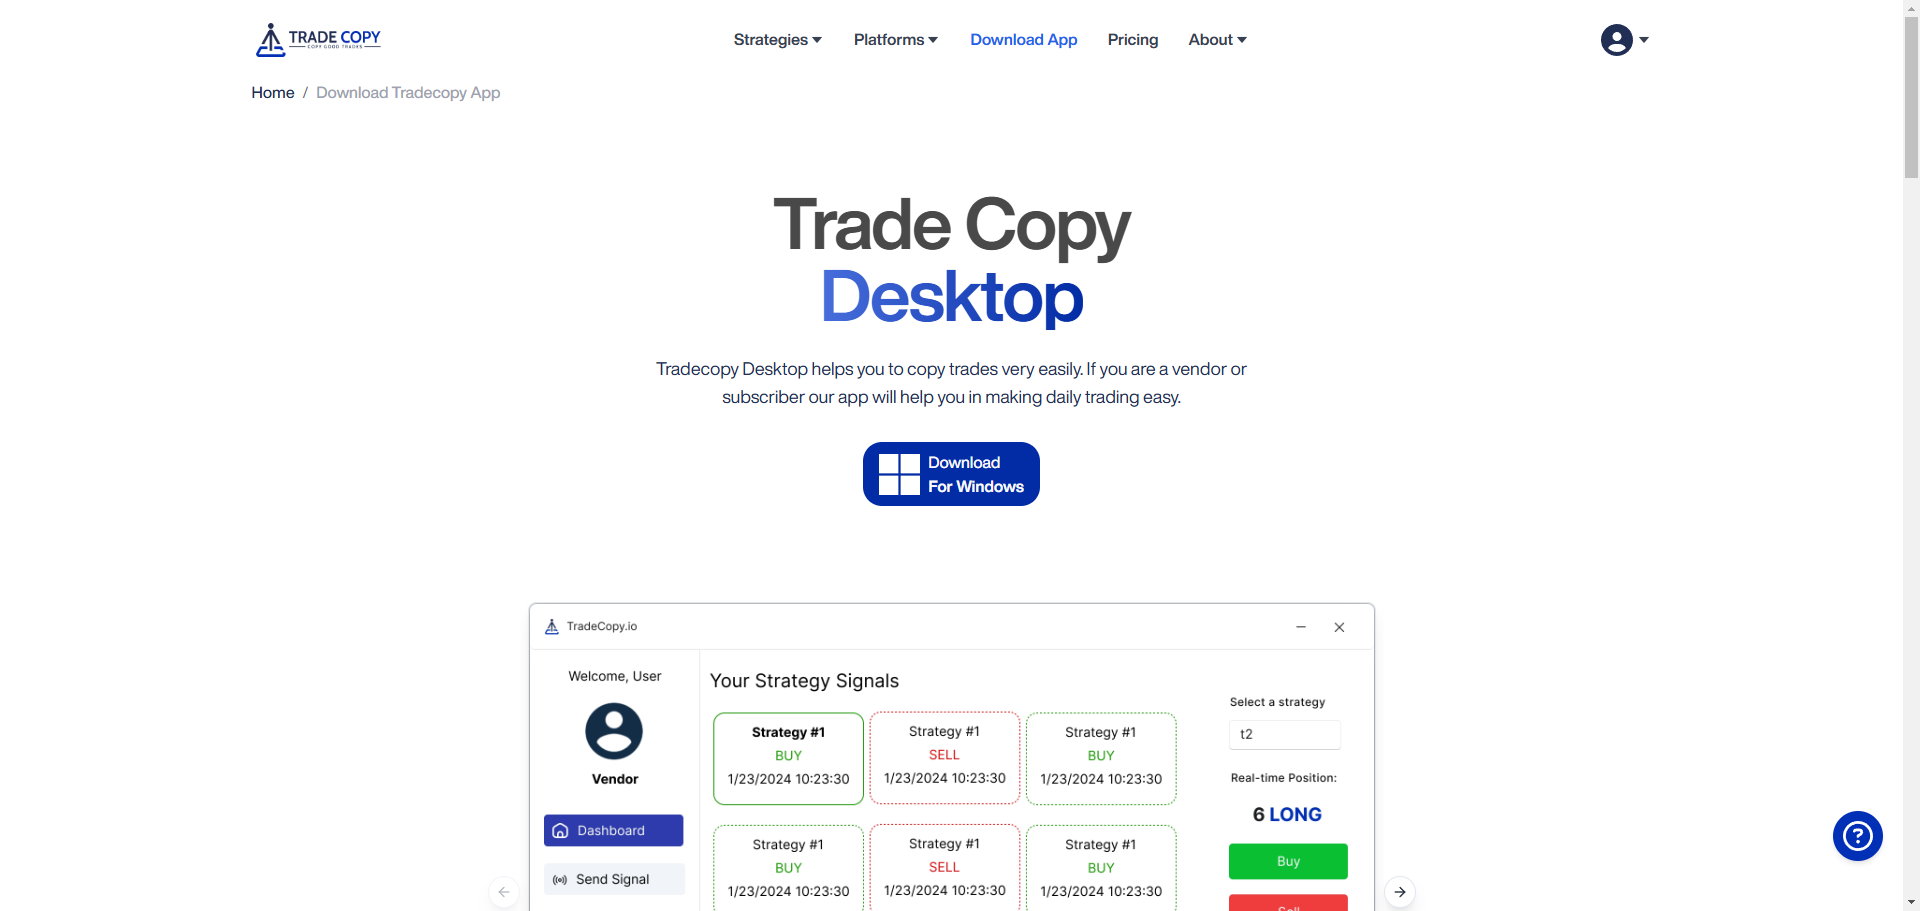 TRADE COPY
COPY GOOD TRADES
Strategies
Platforms
Download App
Pricing
About
Home / Download Tradecopy App
Trade Copy
Desktop
Tradecopy Desktop helps you to copy trades very easily. If you are a vendor or
subscriber our app will help you in making daily trading easy.
Download
For Windows
TradeCopy.io
Welcome, User
Vendor
Dashboard
Send Signal
Your Strategy Signals
Strategy #1
BUY
1/23/2024 10:23:30
Strategy #1
SELL
1/23/2024 10:23:30
Strategy #1
BUY
1/23/2024 10:23:30
Strategy #1
BUY
1/23/2024 10:23:30
Strategy #1
SELL
1/23/2024 10:23:30
Strategy #1
BUY
1/23/2024 10:23:30
Select a strategy
t2
Real-time Position:
6 LONG
Buy
Sell